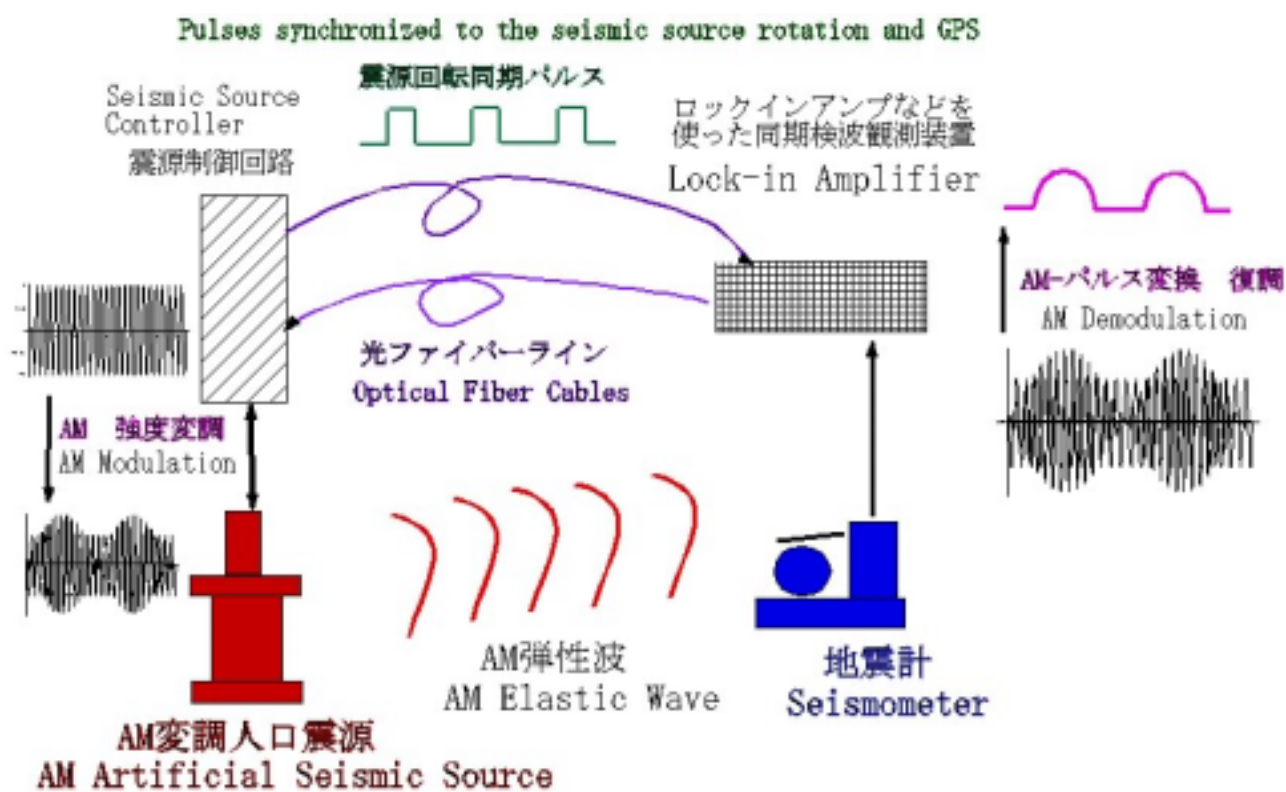 Pulses synchronized to the seismic source rotation and GPS
震源回転同期パルス
Seismic Source
Controller
震源制御回路
ロックインアンプなどを
使った同期検波観測装置
Lock-in Amplifier
AM-パルス変換 復調
AM Demodulation
光ファイバーライン
Optical Fiber Cables
AM 強度変調
AM Modulation
AM弾性波
AM Elastic Wave
地震計
Seismometer
AM変調人口震源
AM Artificial Seismic Source